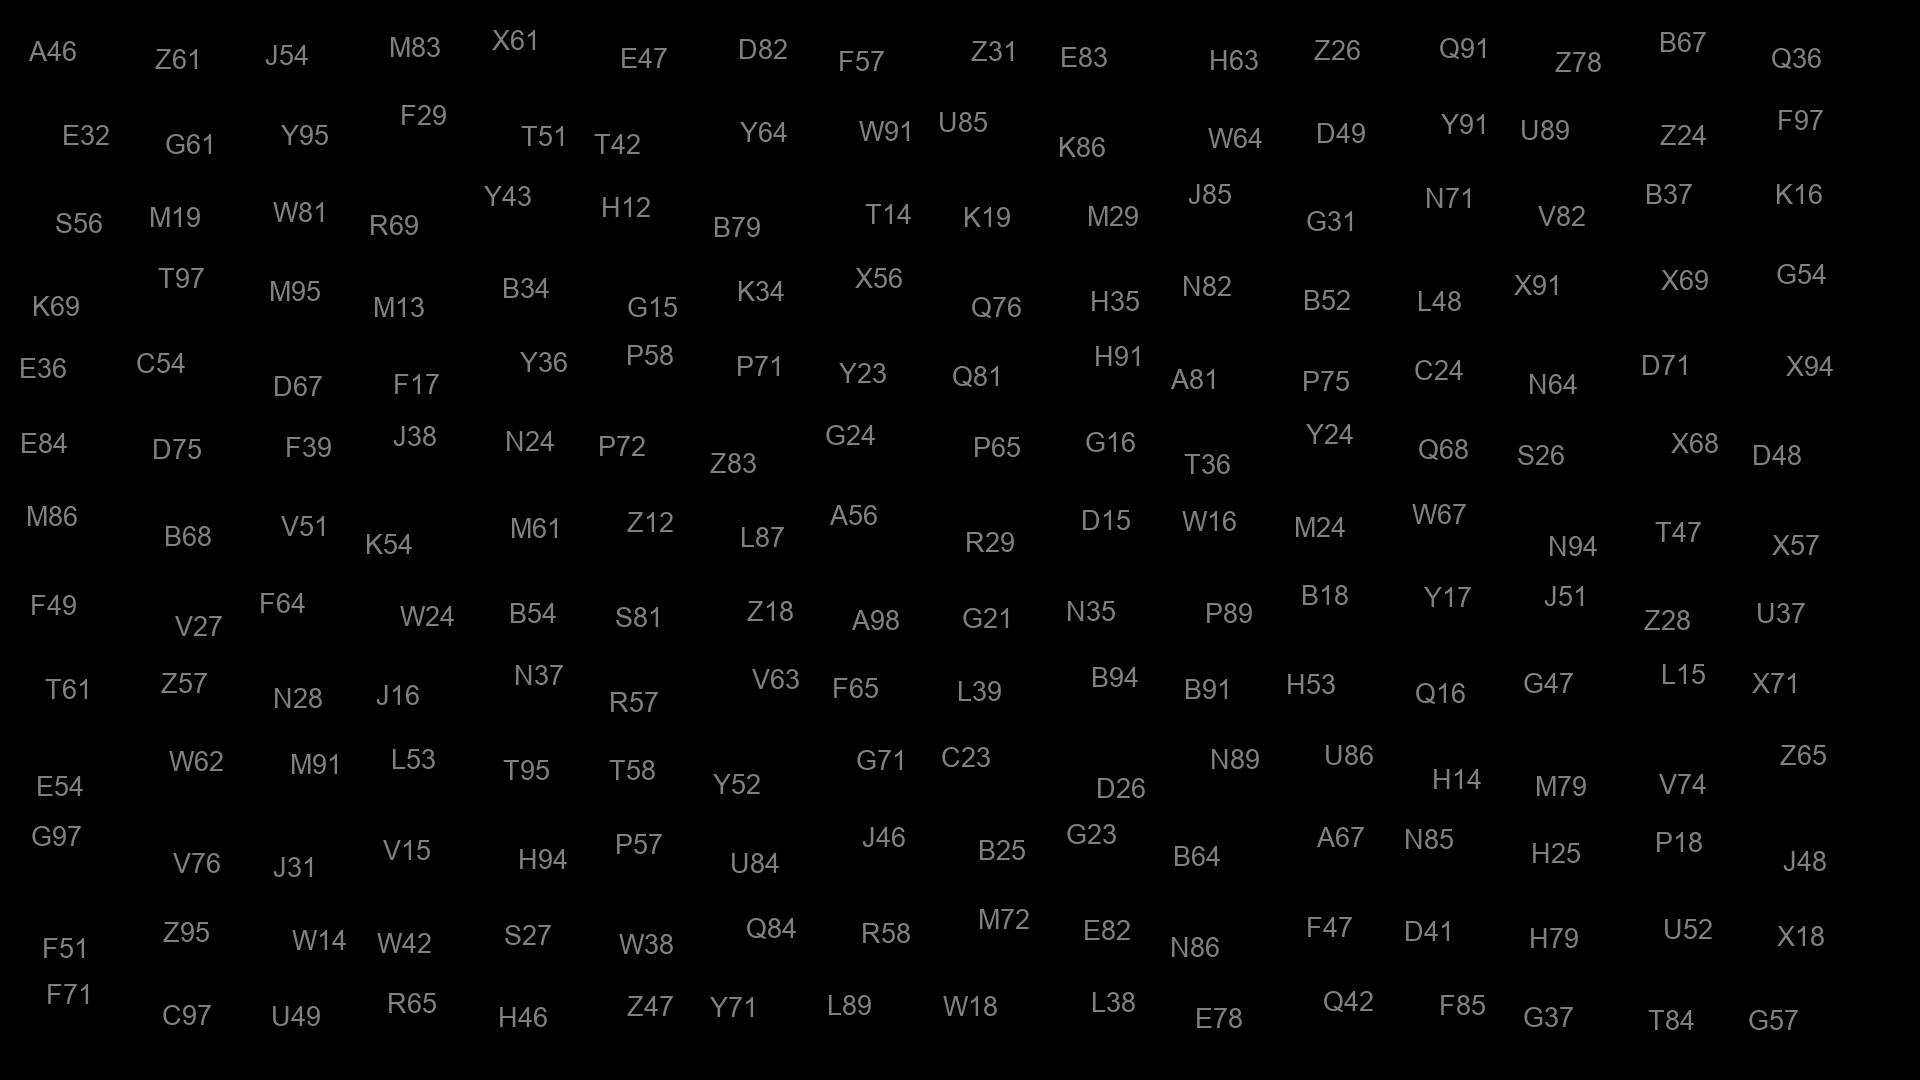 A46 Z61 J54 M83 X61 E47 D82 F57 Z31 E83 H63 Z26 Q91 Z78 B67 Q36
E32 G61 Y95 F29 T51 T42 Y64 W91 U85 K86 W64 D49 Y91 U89 Z24 F97
S56 M19 W81 R69 Y43 H12 B79 T14 K19 M29 J85 G31 N71 V82 B37 K16
K69 T97 M95 M13 B34 G15 K34 X56 Q76 H35 N82 B52 L48 X91 X69 G54
E36 C54 D67 F17 Y36 P58 P71 Y23 Q81 H91 A81 P75 C24 N64 D71 X94
E84 D75 F39 J38 N24 P72 Z83 G24 P65 G16 T36 Y24 Q68 S26 X68 D48
M86 B68 V51 K54 M61 Z12 L87 A56 R29 D15 W16 M24 W67 N94 T47 X57
F49 V27 F64 W24 B54 S81 Z18 A98 G21 N35 P89 B18 Y17 J51 Z28 U37
T61 Z57 N28 J16 N37 R57 V63 F65 L39 B94 B91 H53 Q16 G47 L15 X71
E54 W62 M91 L53 T95 T58 Y52 G71 C23 D26 N89 U86 H14 M79 V74 Z65
G97 V76 J31 V15 H94 P57 U84 J46 B25 G23 B64 A67 N85 H25 P18 J48
F51 Z95 W14 W42 S27 W38 Q84 R58 M72 E82 N86 F47 D41 H79 U52 X18
F71 C97 U49 R65 H46 Z47 Y71 L89 W18 L38 E78 Q42 F85 G37 T84 G57